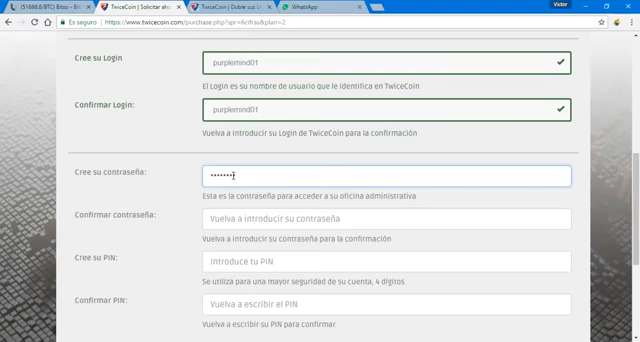 ($1698.8/BTC) Bitso - Bi
TwiceCoin | Solicitar aho
TwiceCoin | Doble sus U
WhatsApp
Victor
Es seguro
https://www.twicecoin.com/purchase.php?spr=6cifrau&plan=2
Cree su Login
purplemind01
El Login es su nombre de usuario que le identifica en TwiceCoin
Confirmar Login:
purplemind01
Vuelva a introducir su Login de TwiceCoin para la confirmación
Cree su contraseña:
•••••••
Esta es la contraseña para acceder a su oficina administrativa
Confirmar contraseña:
Vuelva a introducir su contraseña
Vuelva a introducir su contraseña para la confirmación
Cree su PIN:
Introduce tu PIN
Se utiliza para una mayor seguridad de su cuenta, 4 dígitos
Confirmar PIN:
Vuelva a escribir el PIN
Vuelva a escribir su PIN para confirmar